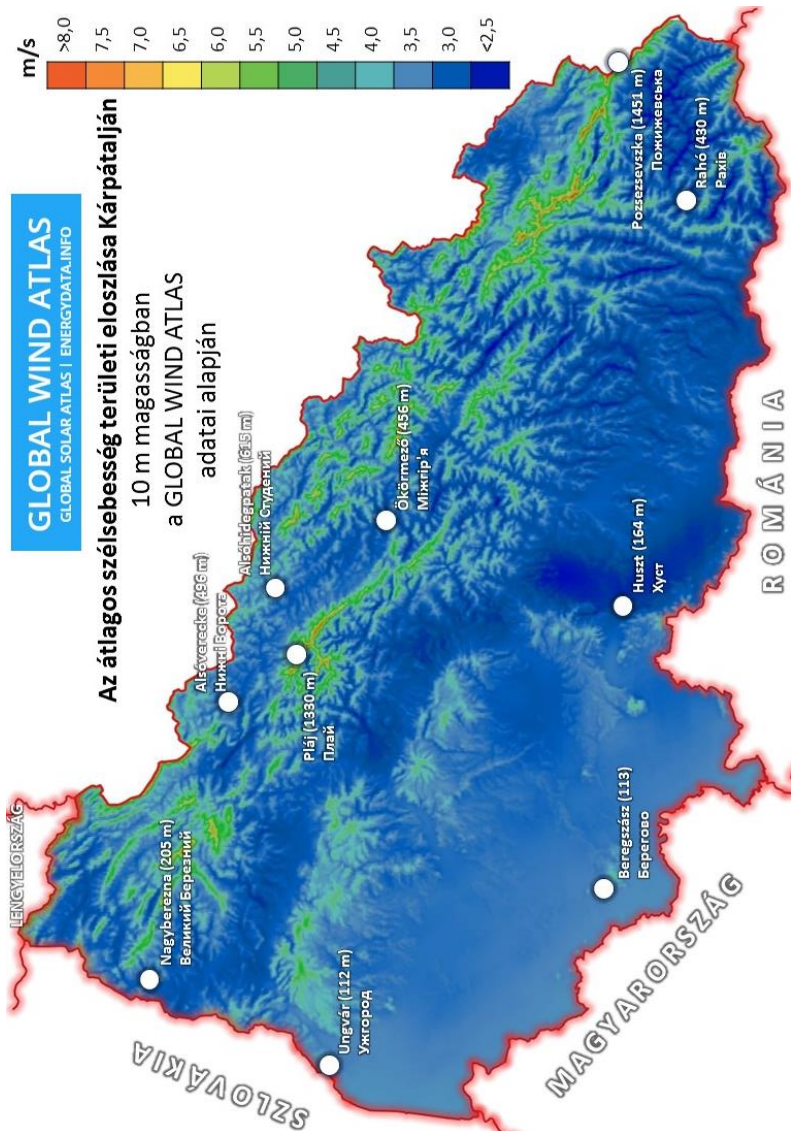 GLOBAL WIND ATLAS
GLOBAL SOLAR ATLAS | ENERGYDATA.INFO
Az átlagos szélsebesség területi eloszlása Kárpátalján
10 m magasságban
a GLOBAL WIND ATLAS
adatai alapján
m/s
>8,0
7,5
7,0
6,5
6,0
5,5
5,0
4,5
4,0
3,5
3,0
<2,5
LENGYELORSZÁG
SZLOVÁKIA
MAGYARORSZÁG
ROMÁNIA
Nagyberezna (205 m)
Великий Березний
Ungvár (112 m)
Ужгород
Alsóverecke (496 m)
Нижні Ворота
Alsóhidegpatak (615 m)
Нижній Студений
Pláj (1330 m)
Плай
Ökörmező (456 m)
Міжгір'я
Beregszász (113)
Берегово
Huszt (164 m)
Хуст
Pozsezsevszka (1451 m)
Пожижевська
Rahó (430 m)
Рахів